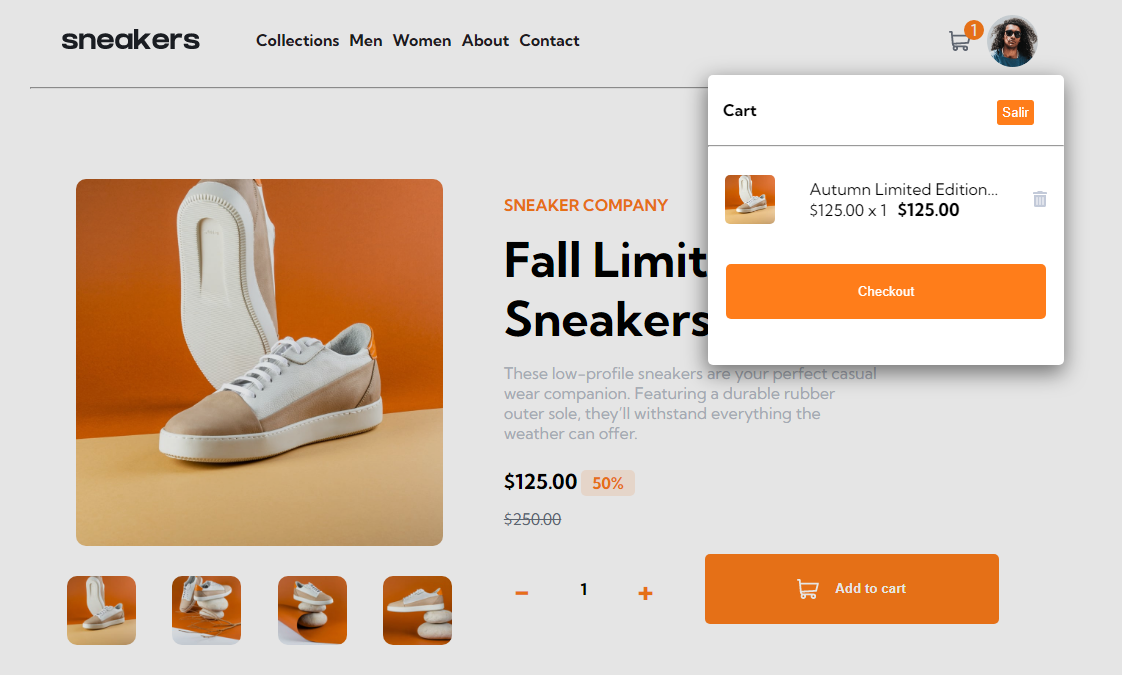 sneakers
Collections Men Women About Contact
1
Cart
Salir
Autumn Limited Edition...
$125.00 x 1 $125.00
Checkout
SNEAKER COMPANY
Fall Limit
Sneakers
These low-profile sneakers are your perfect casual
wear companion. Featuring a durable rubber
outer sole, they'll withstand everything the
weather can offer.
$125.00 50%
$250.00
- 1 +
Add to cart